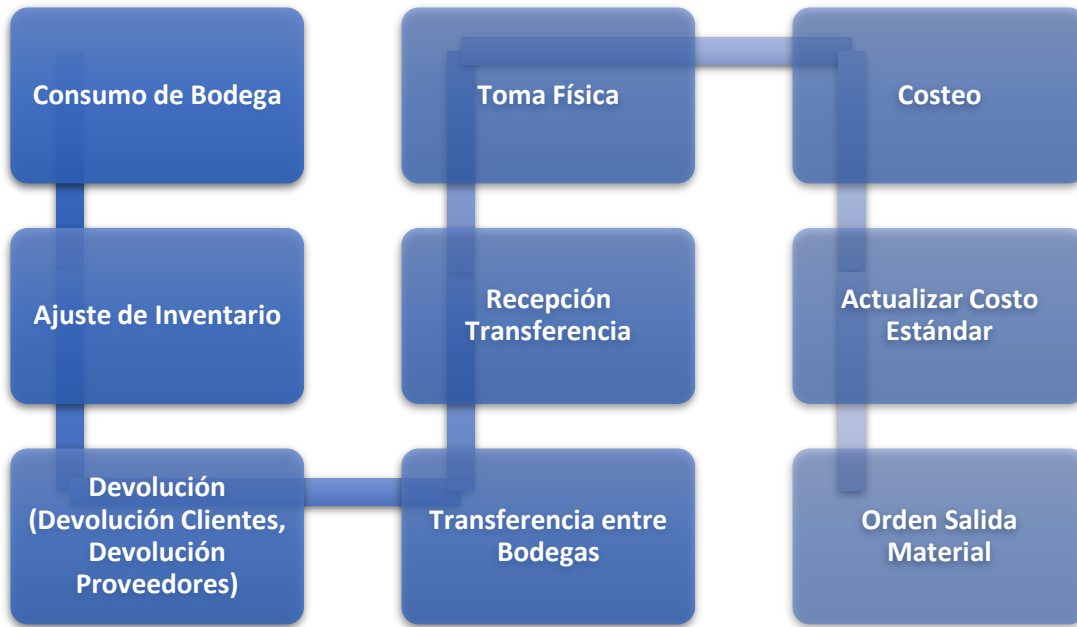 Consumo de Bodega
Ajuste de Inventario
Devolución
(Devolución Clientes,
Devolución
Proveedores)
Transferencia entre
Bodegas
Recepción
Transferencia
Toma Física
Costeo
Actualizar Costo
Estándar
Orden Salida
Material